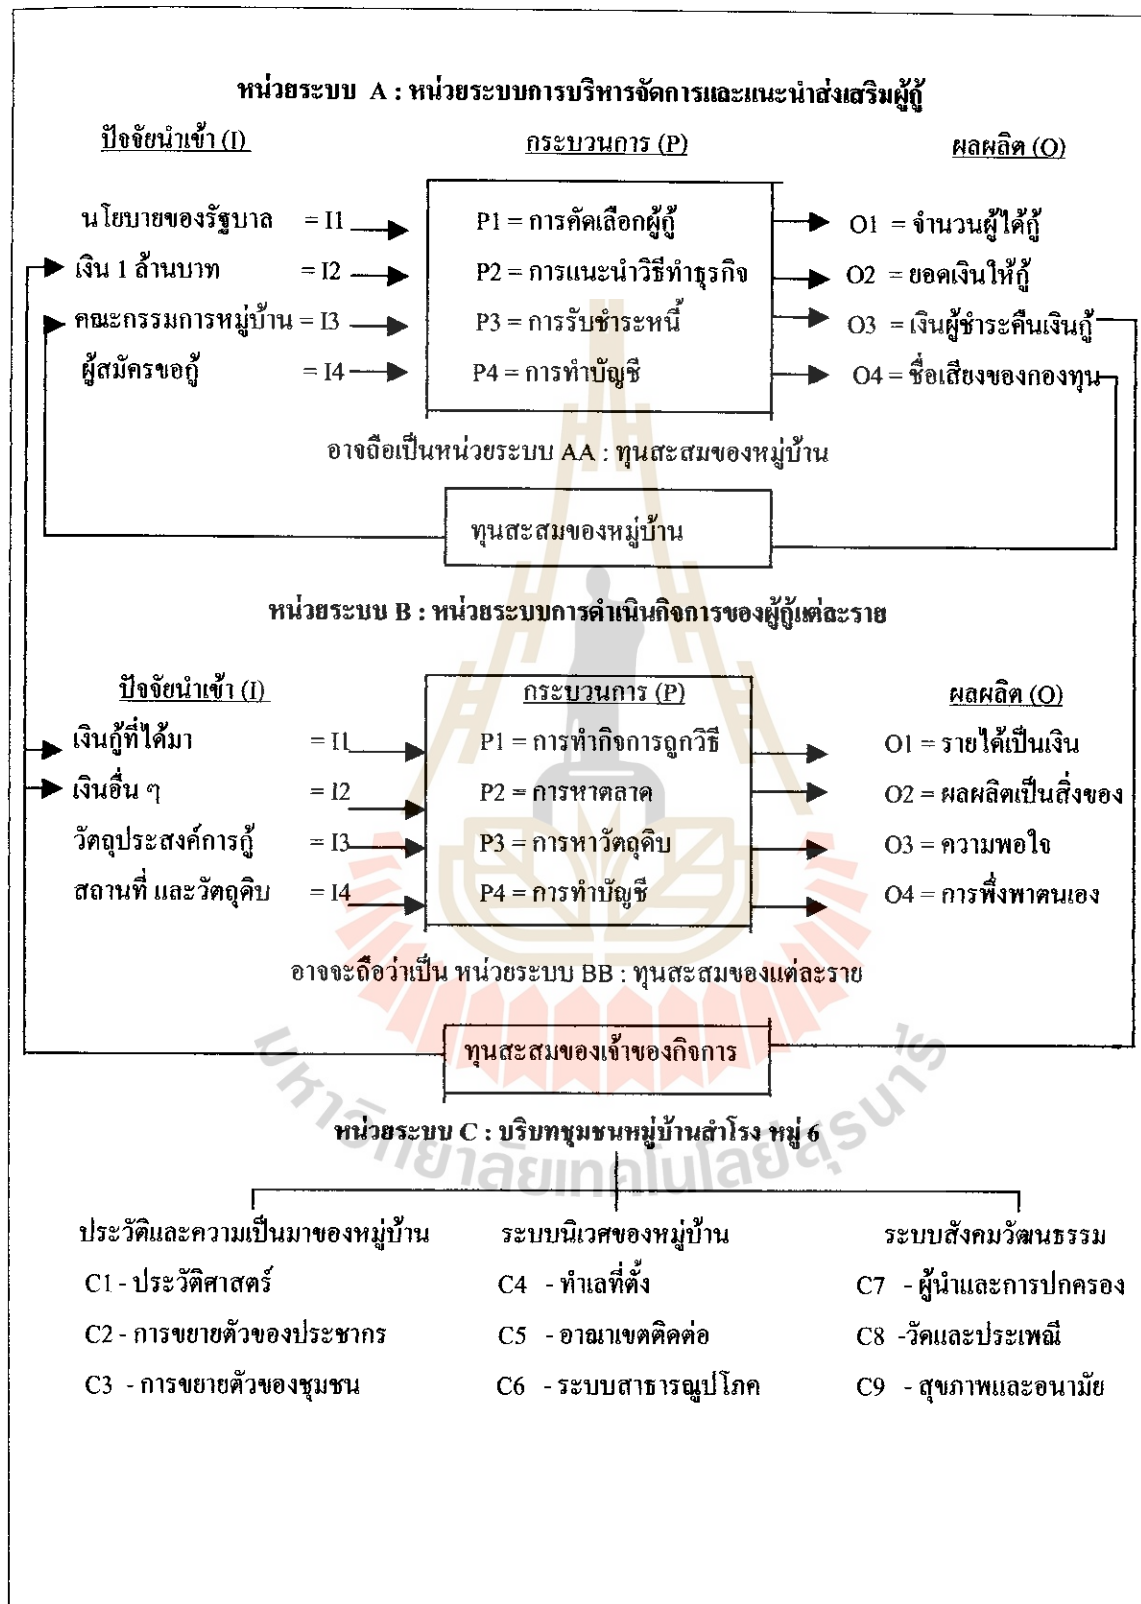 หน่วยระบบ A : หน่วยระบบการบริหารจัดการและแนะนำส่งเสริมผู้กู้
ปัจจัยนำเข้า (I) กระบวนการ (P) ผลผลิต (O)
นโยบายของรัฐบาล = I1 P1 = การคัดเลือกผู้กู้ O1 = จำนวนผู้ได้กู้
เงิน 1 ล้านบาท = I2 P2 = การแนะนำวิธีทำธุรกิจ O2 = ยอดเงินให้กู้
คณะกรรมการหมู่บ้าน = I3 P3 = การรับชำระหนี้ O3 = เงินผู้ชำระคืนเงินกู้
ผู้สมัครขอกู้ = I4 P4 = การทำบัญชี O4 = ชื่อเสียงของกองทุน
อาจถือเป็นหน่วยระบบ AA : ทุนสะสมของหมู่บ้าน
ทุนสะสมของหมู่บ้าน
หน่วยระบบ B : หน่วยระบบการดำเนินกิจการของผู้กู้แต่ละราย
ปัจจัยนำเข้า (I) กระบวนการ (P) ผลผลิต (O)
เงินกู้ที่ได้มา = I1 P1 = การทำกิจการถูกวิธี O1 = รายได้เป็นเงิน
เงินอื่น ๆ = I2 P2 = การหาตลาด O2 = ผลผลิตเป็นสิ่งของ
วัตถุประสงค์การกู้ = I3 P3 = การหาวัตถุดิบ O3 = ความพอใจ
สถานที่ และวัตถุดิบ = I4 P4 = การทำบัญชี O4 = การพึ่งพาตนเอง
อาจจะถือว่าเป็น หน่วยระบบ BB : ทุนสะสมของแต่ละราย
ทุนสะสมของเจ้าของกิจการ
หน่วยระบบ C : บริบทชุมชนหมู่บ้านสำโรง หมู่ 6
มหาวิทยาลัยเทคโนโลยีสุรนารี
ประวัติและความเป็นมาของหมู่บ้าน ระบบนิเวศของหมู่บ้าน ระบบสังคมวัฒนธรรม
C1 - ประวัติศาสตร์ C4 - ทำเลที่ตั้ง C7 - ผู้นำและการปกครอง
C2 - การขยายตัวของประชากร C5 - อาณาเขตติดต่อ C8 -วัดและประเพณี
C3 - การขยายตัวของชุมชน C6 - ระบบสาธารณูปโภค C9 - สุขภาพและอนามัย